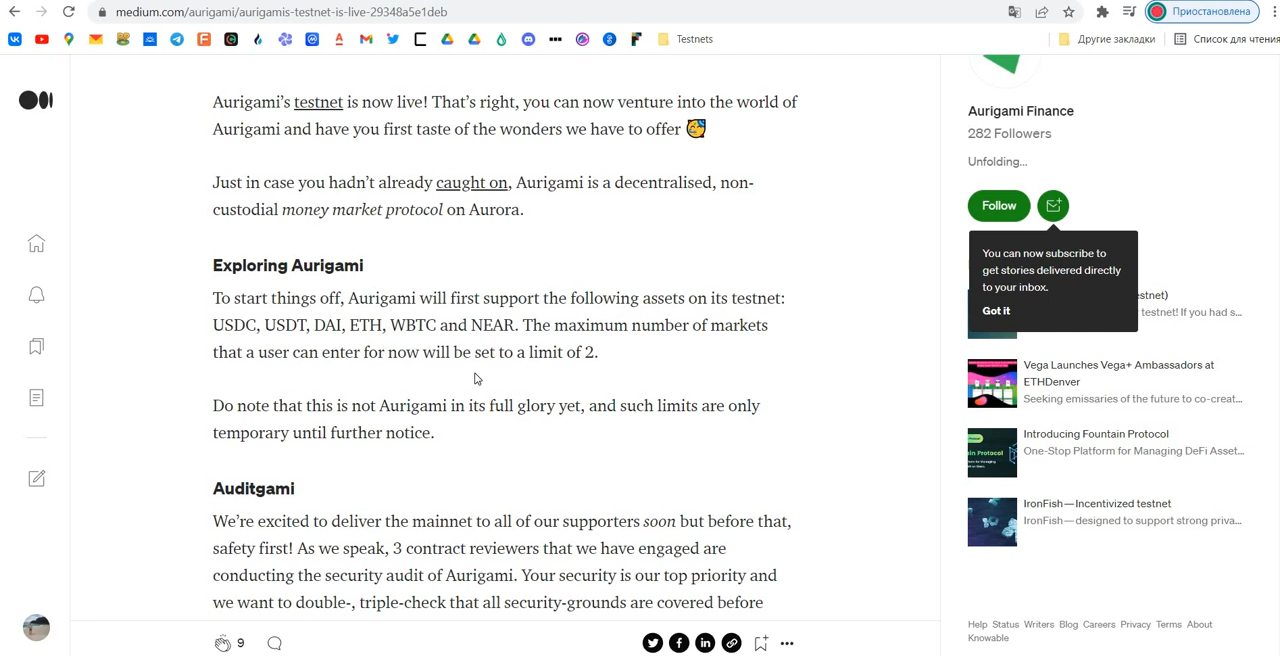 medium.com/aurigami/aurigamis-testnet-is-live-29348a5e1deb
Приостановлена
Testnets
Другие закладки
Список для чтения
Aurigami’s testnet is now live! That’s right, you can now venture into the world of
Aurigami and have you first taste of the wonders we have to offer 🥳
Just in case you hadn’t already caught on, Aurigami is a decentralised, non-
custodial money market protocol on Aurora.
Exploring Aurigami
To start things off, Aurigami will first support the following assets on its testnet:
USDC, USDT, DAI, ETH, WBTC and NEAR. The maximum number of markets
that a user can enter for now will be set to a limit of 2.
Do note that this is not Aurigami in its full glory yet, and such limits are only
temporary until further notice.
Auditgami
We’re excited to deliver the mainnet to all of our supporters soon but before that,
safety first! As we speak, 3 contract reviewers that we have engaged are
conducting the security audit of Aurigami. Your security is our top priority and
we want to double-, triple-check that all security-grounds are covered before
9
Aurigami Finance
282 Followers
Unfolding...
Follow
You can now subscribe to
get stories delivered directly
to your inbox.
Got it
testnet! If you had s...
Vega Launches Vega+ Ambassadors at
ETHDenver
Seeking emissaries of the future to co-creat...
Introducing Fountain Protocol
One-Stop Platform for Managing DeFi Asset...
IronFish—Incentivized testnet
IronFish—designed to support strong priva...
Help Status Writers Blog Careers Privacy Terms About
Knowable